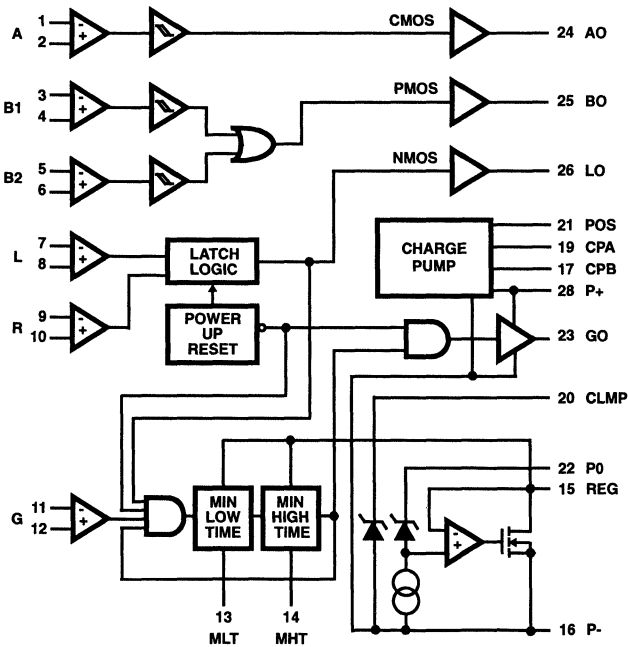 A 1 - CMOS 24 AO
2 +
B1 3 - PMOS 25 BO
4 +
B2 5 - NMOS 26 LO
6 +
21 POS
CHARGE PUMP
19 CPA
17 CPB
28 P+
L 7 -
8 +
LATCH
LOGIC
R 9 -
10 +
POWER
UP
RESET
23 GO
20 CLMP
22 P0
15 REG
G 11 -
12 +
MIN
LOW
TIME
MIN
HIGH
TIME
-
+
13
MLT
14
MHT
16 P-